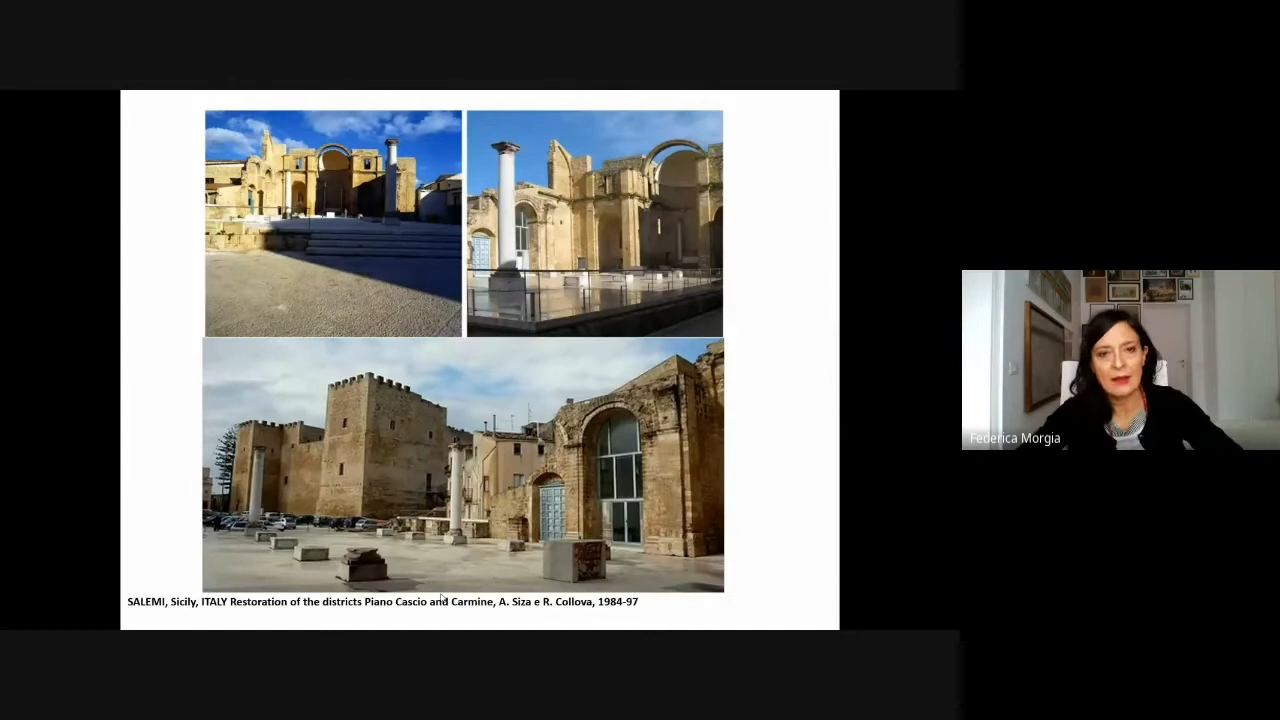 SALEMI, Sicily, ITALY Restoration of the districts Piano Cascio and Carmine, A. Siza e R. Collova, 1984-97
Federica Morgia